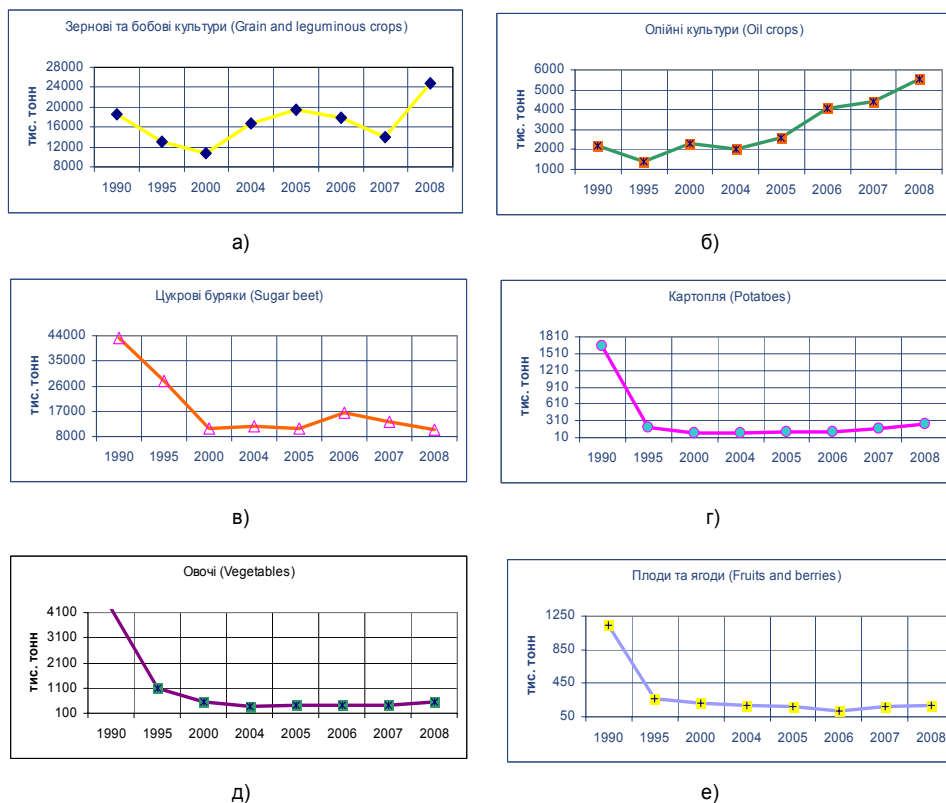 Зернові та бобові культури (Grain and leguminous crops)
тис. тонн
28000
24000
20000
16000
12000
8000
1990 1995 2000 2004 2005 2006 2007 2008
а)
Олійні культури (Oil crops)
тис. тонн
6000
5000
4000
3000
2000
1000
1990 1995 2000 2004 2005 2006 2007 2008
б)
Цукрові буряки (Sugar beet)
тис. тонн
44000
35000
26000
17000
8000
1990 1995 2000 2004 2005 2006 2007 2008
в)
Картопля (Potatoes)
тис. тонн
1810
1510
1210
910
610
310
10
1990 1995 2000 2004 2005 2006 2007 2008
г)
Овочі (Vegetables)
тис. тонн
4100
3100
2100
1100
100
1990 1995 2000 2004 2005 2006 2007 2008
д)
Плоди та ягоди (Fruits and berries)
тис. тонн
1250
850
450
50
1990 1995 2000 2004 2005 2006 2007 2008
е)